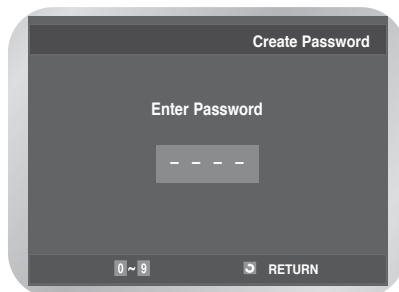 Create Password
Enter Password
– – – –
0 ~ 9 RETURN